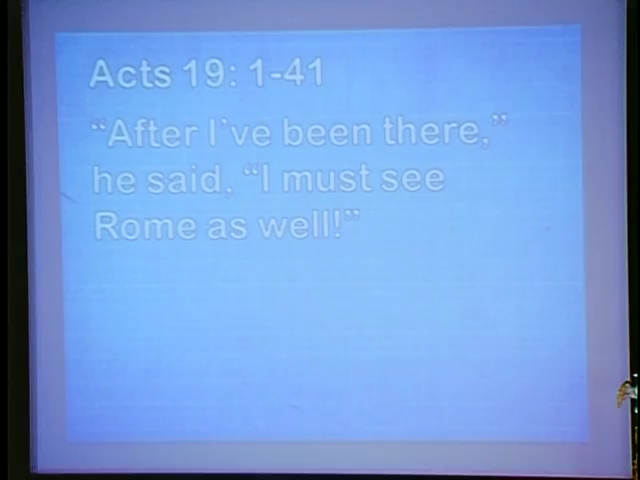 Acts 19: 1-41
“After I’ve been there,”
he said, “I must see
Rome as well!”